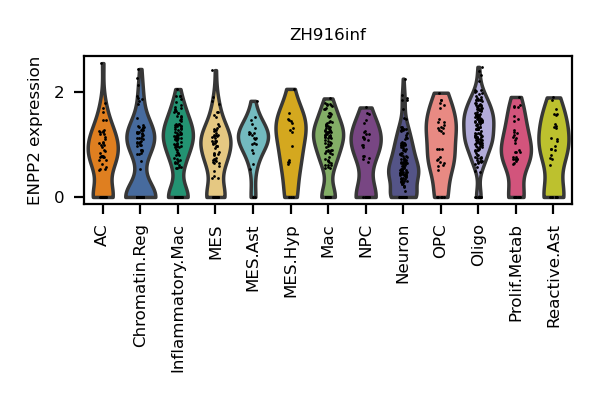 ZH916inf
ENPP2 expression
2
0
AC
Chromatin.Reg
Inflammatory.Mac
MES
MES.Ast
MES.Hyp
Mac
NPC
Neuron
OPC
Oligo
Prolif.Metab
Reactive.Ast